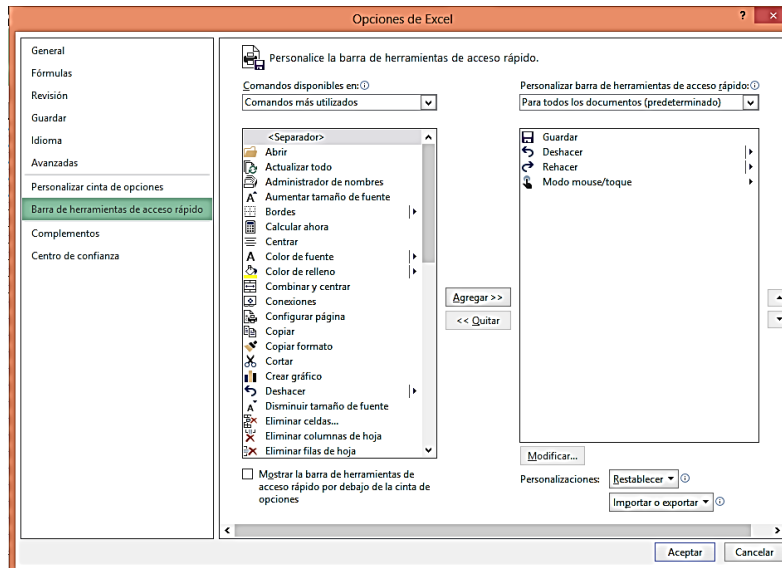 Opciones de Excel
?
General
Fórmulas
Revisión
Guardar
Idioma
Avanzadas
Personalizar cinta de opciones
Barra de herramientas de acceso rápido
Complementos
Centro de confianza
Personalice la barra de herramientas de acceso rápido.
Comandos disponibles en:
Comandos más utilizados
<Separador>
Abrir
Actualizar todo
Administrador de nombres
Aumentar tamaño de fuente
Bordes
Calcular ahora
Centrar
Color de fuente
Color de relleno
Combinar y centrar
Conexiones
Configurar página
Copiar
Copiar formato
Cortar
Crear gráfico
Deshacer
Disminuir tamaño de fuente
Eliminar celdas...
Eliminar columnas de hoja
Eliminar filas de hoja
Mostrar la barra de herramientas de
acceso rápido por debajo de la cinta de
opciones
Agregar >>
<< Quitar
Personalizar barra de herramientas de acceso rápido:
Para todos los documentos (predeterminado)
Guardar
Deshacer
Rehacer
Modo mouse/toque
Modificar...
Personalizaciones:
Restablecer
Importar o exportar
Aceptar
Cancelar